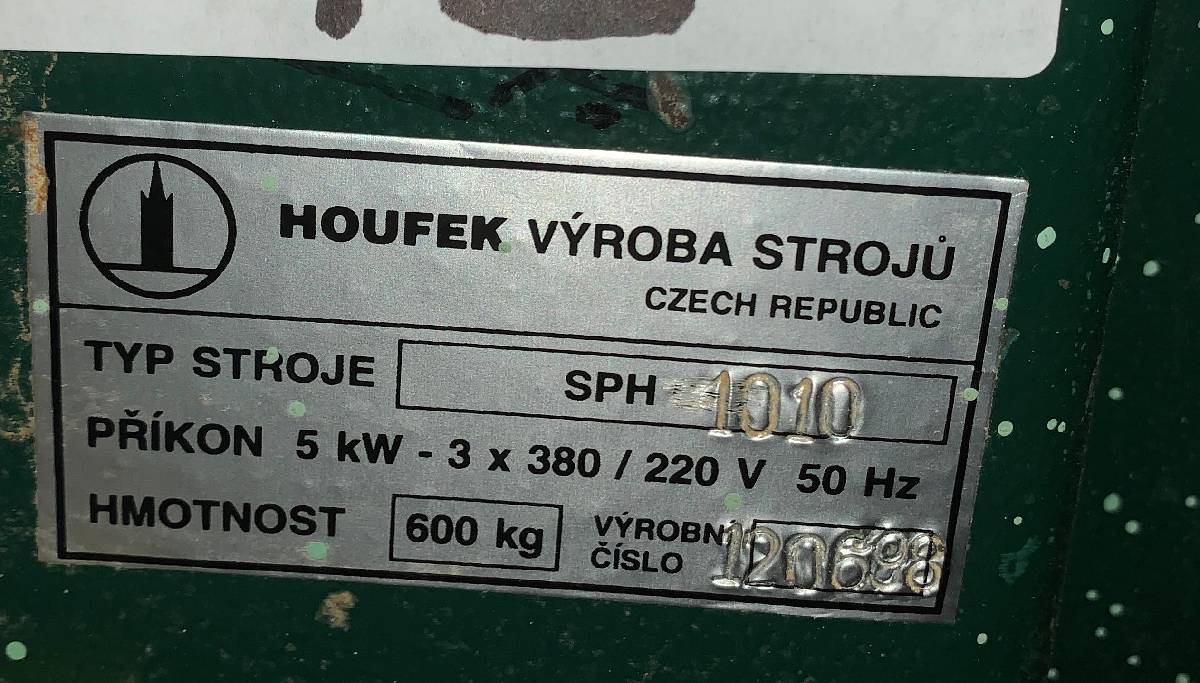 HOUFEK VÝROBA STROJŮ
CZECH REPUBLIC
TYP STROJE SPH 1010
PŘÍKON 5 kW - 3 x 380 / 220 V 50 Hz
HMOTNOST 600 kg
VÝROBNÍ
ČÍSLO